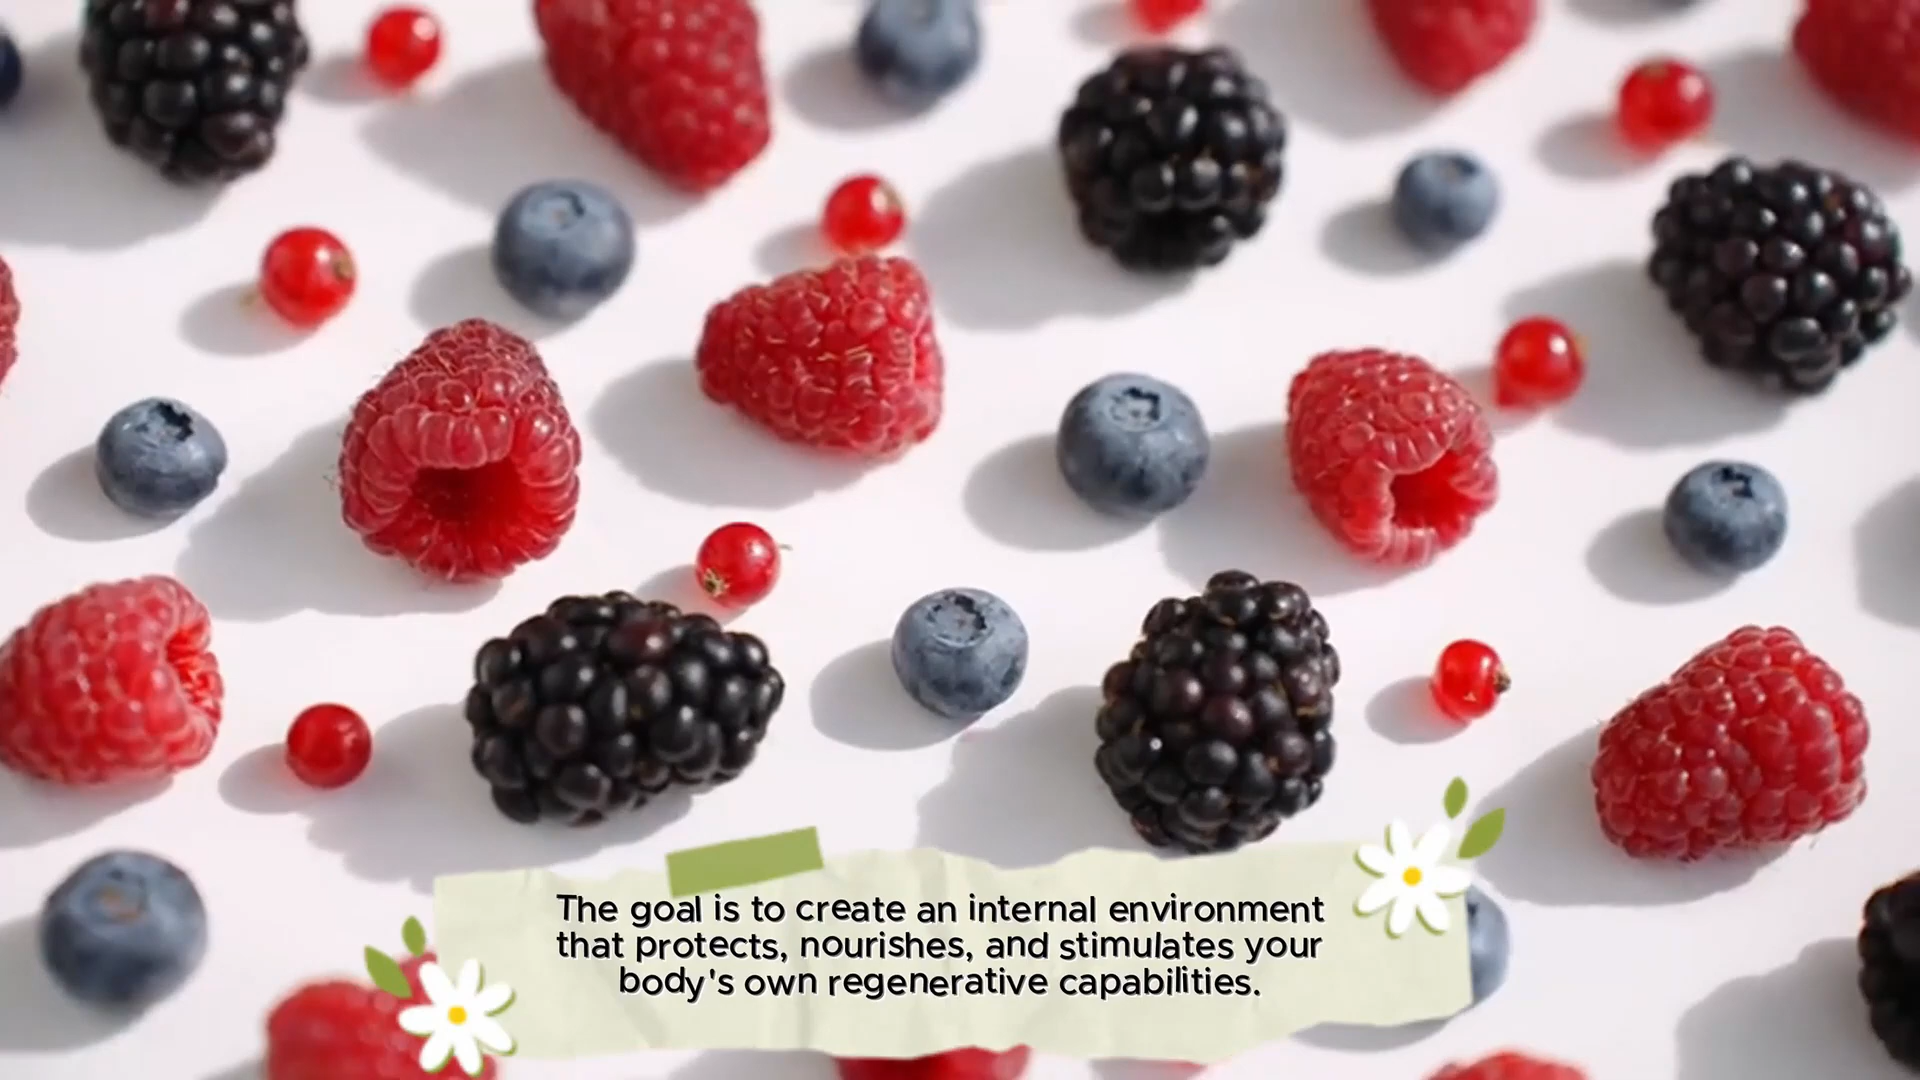 The goal is to create an internal environment
that protects, nourishes, and stimulates your
body's own regenerative capabilities.